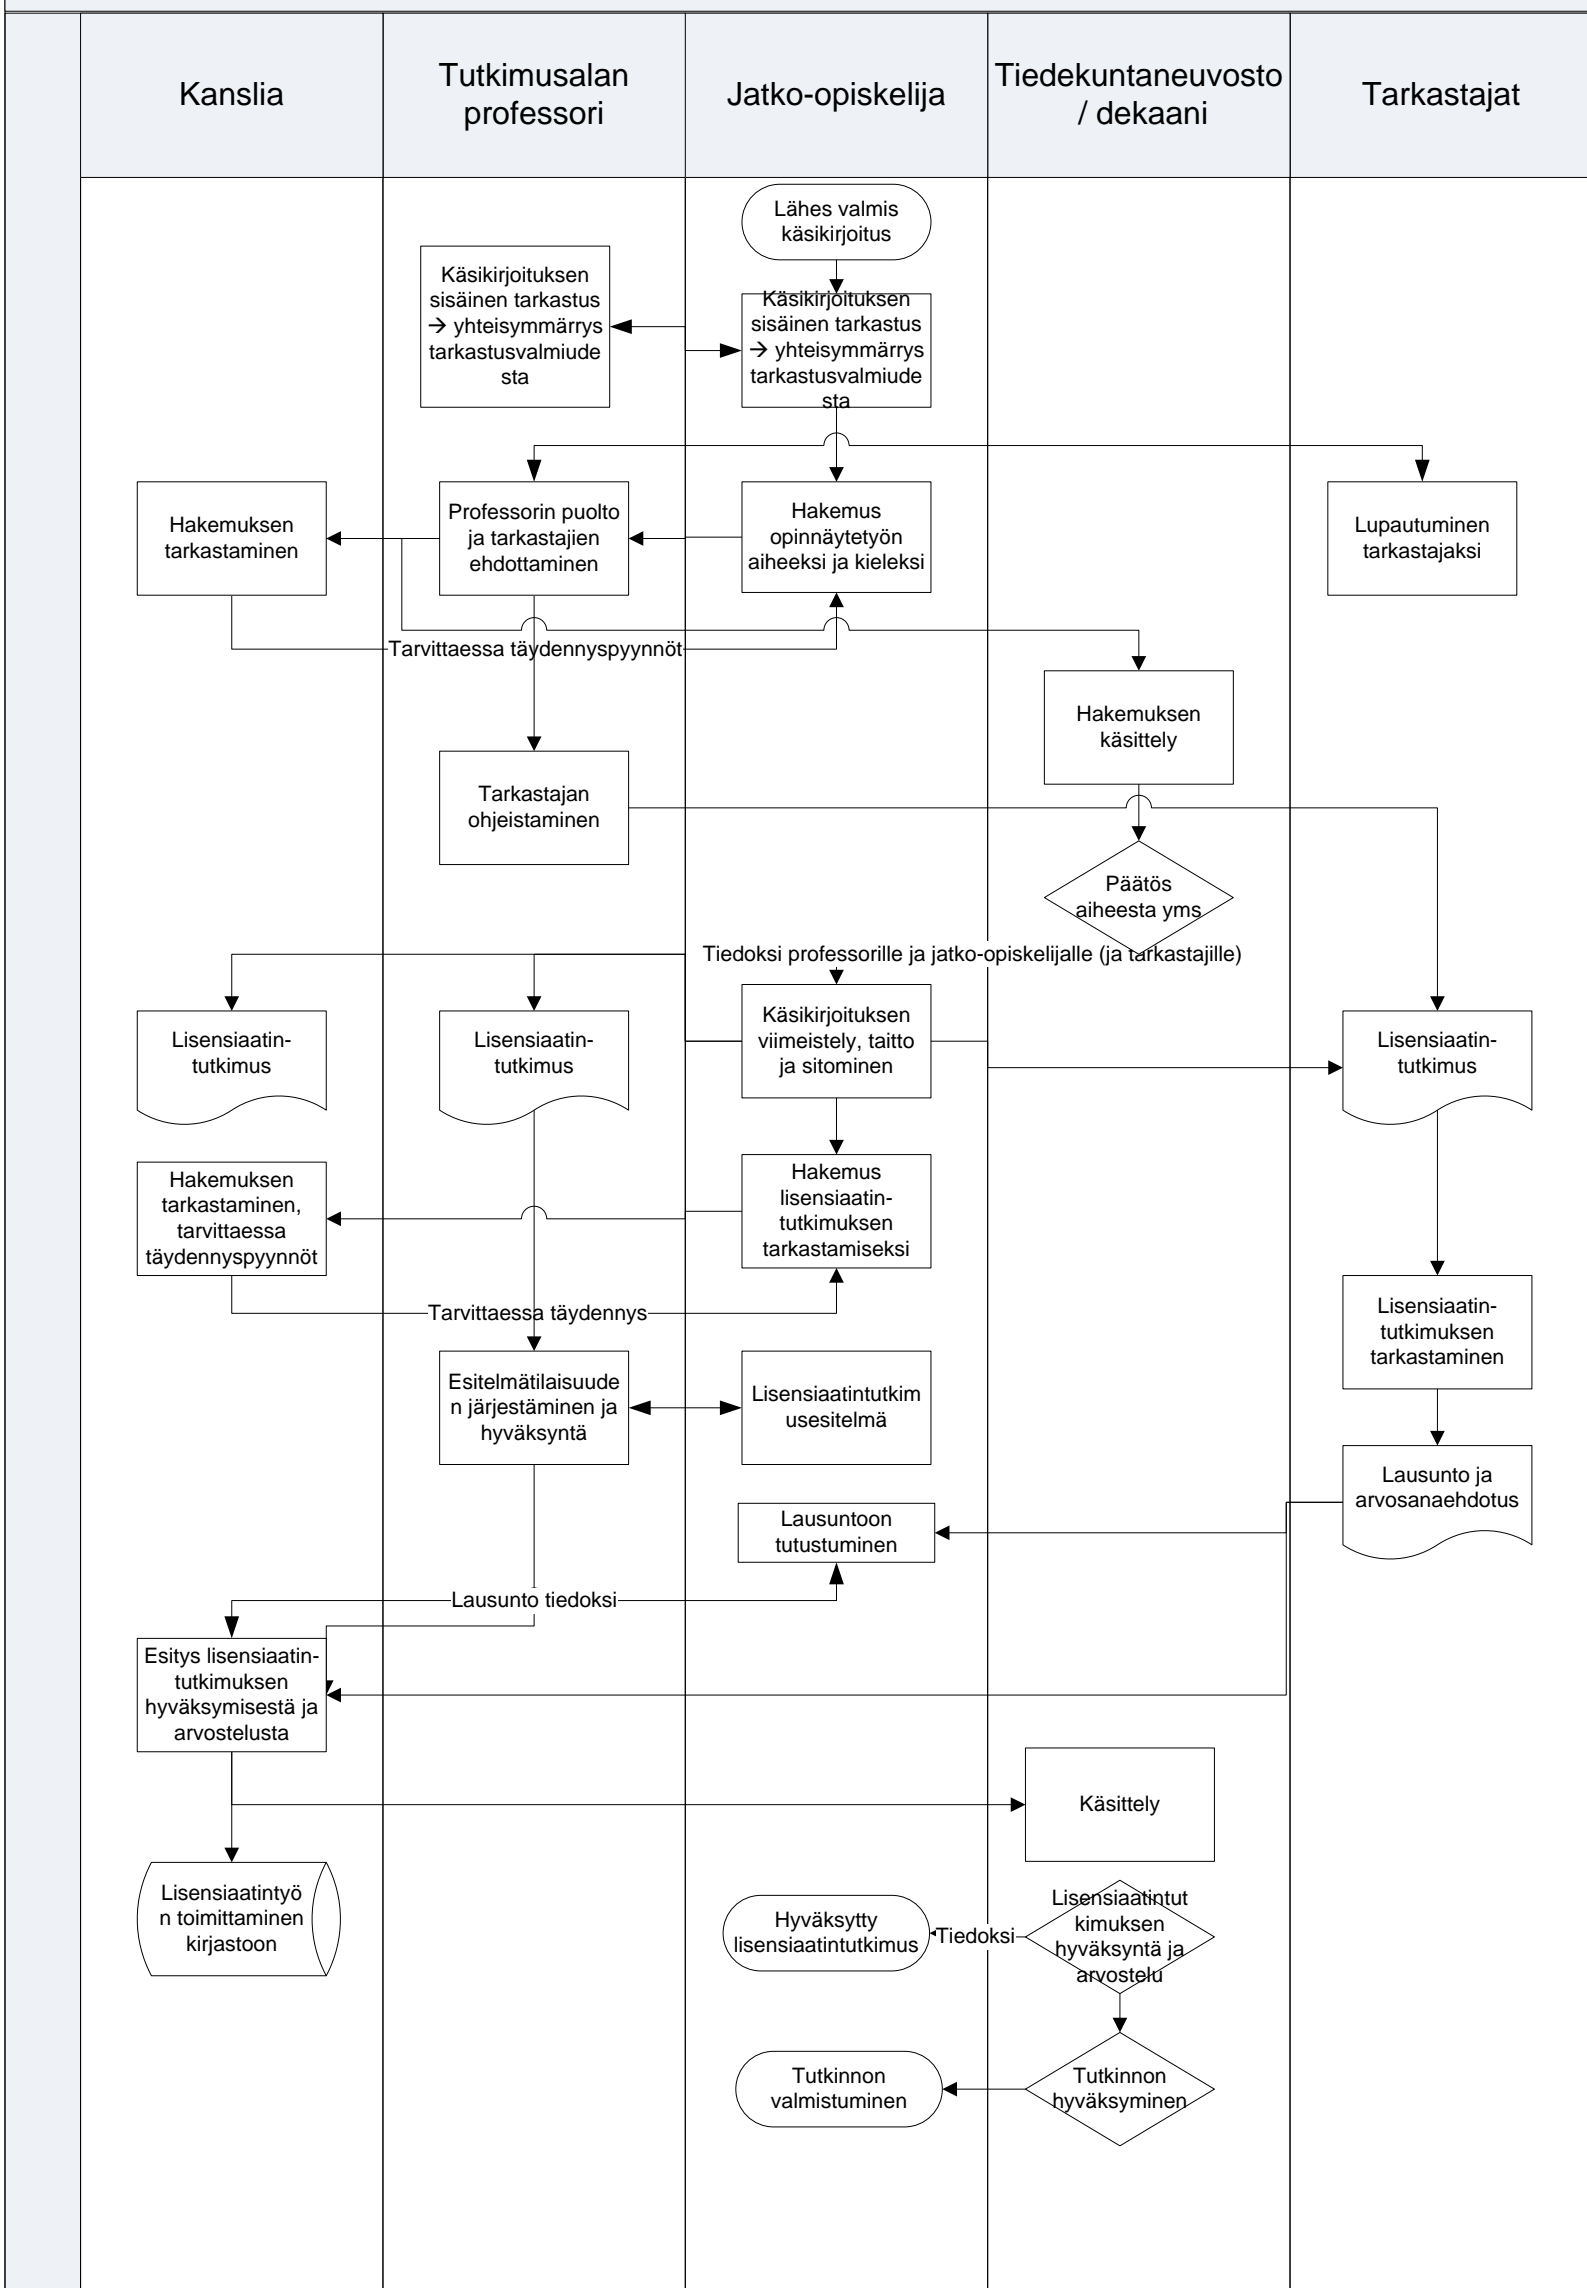 Kanslia
Tutkimusalan
professori
Jatko-opiskelija
Tiedekuntaneuvosto
/ dekaani
Tarkastajat
Lähes valmis
käsikirjoitus
Käsikirjoituksen
sisäinen tarkastus
→ yhteisymmärrys
tarkastusvalmiude
sta
Käsikirjoituksen
sisäinen tarkastus
→ yhteisymmärrys
tarkastusvalmiude
sta
Hakemuksen
tarkastaminen
Professorin puolto
ja tarkastajien
ehdottaminen
Hakemus
opinnäytetyön
aiheeksi ja kieleksi
Lupautuminen
tarkastajaksi
Tarvittaessa täydennyspyynnöt
Hakemuksen
käsittely
Tarkastajan
ohjeistaminen
Päätös
aiheesta yms
Tiedoksi professorille ja jatko-opiskelijalle (ja tarkastajille)
Lisensiaatin-
tutkimus
Lisensiaatin-
tutkimus
Käsikirjoituksen
viimeistely, taitto
ja sitominen
Lisensiaatin-
tutkimus
Hakemuksen
tarkastaminen,
tarvittaessa
täydennyspyynnöt
Hakemus
lisensiaatin-
tutkimuksen
tarkastamiseksi
Tarvittaessa täydennys
Lisensiaatin-
tutkimuksen
tarkastaminen
Esitelmätilaisuude
n järjestäminen ja
hyväksyntä
Lisensiaatintutkim
usesitelmä
Lausunto ja
arvosanaehdotus
Lausuntoon
tutustuminen
Lausunto tiedoksi
Esitys lisensiaatin-
tutkimuksen
hyväksymisestä ja
arvostelusta
Käsittely
Lisensiaatintyö
n toimittaminen
kirjastoon
Hyväksytty
lisensiaatintutkimus
Tiedoksi
Lisensiaatintut
kimuksen
hyväksyntä ja
arvostelu
Tutkinnon
valmistuminen
Tutkinnon
hyväksyminen